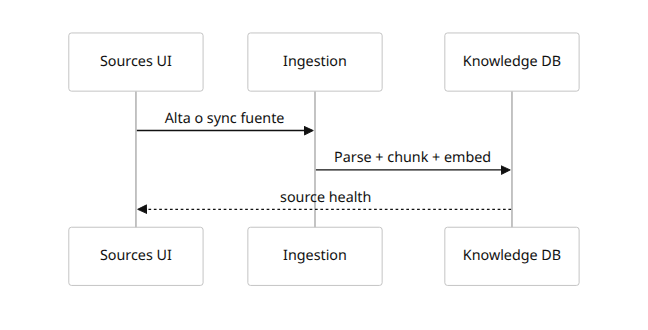 Sources UI
Ingestion
Knowledge DB
Alta o sync fuente
Parse + chunk + embed
source health
Sources UI
Ingestion
Knowledge DB